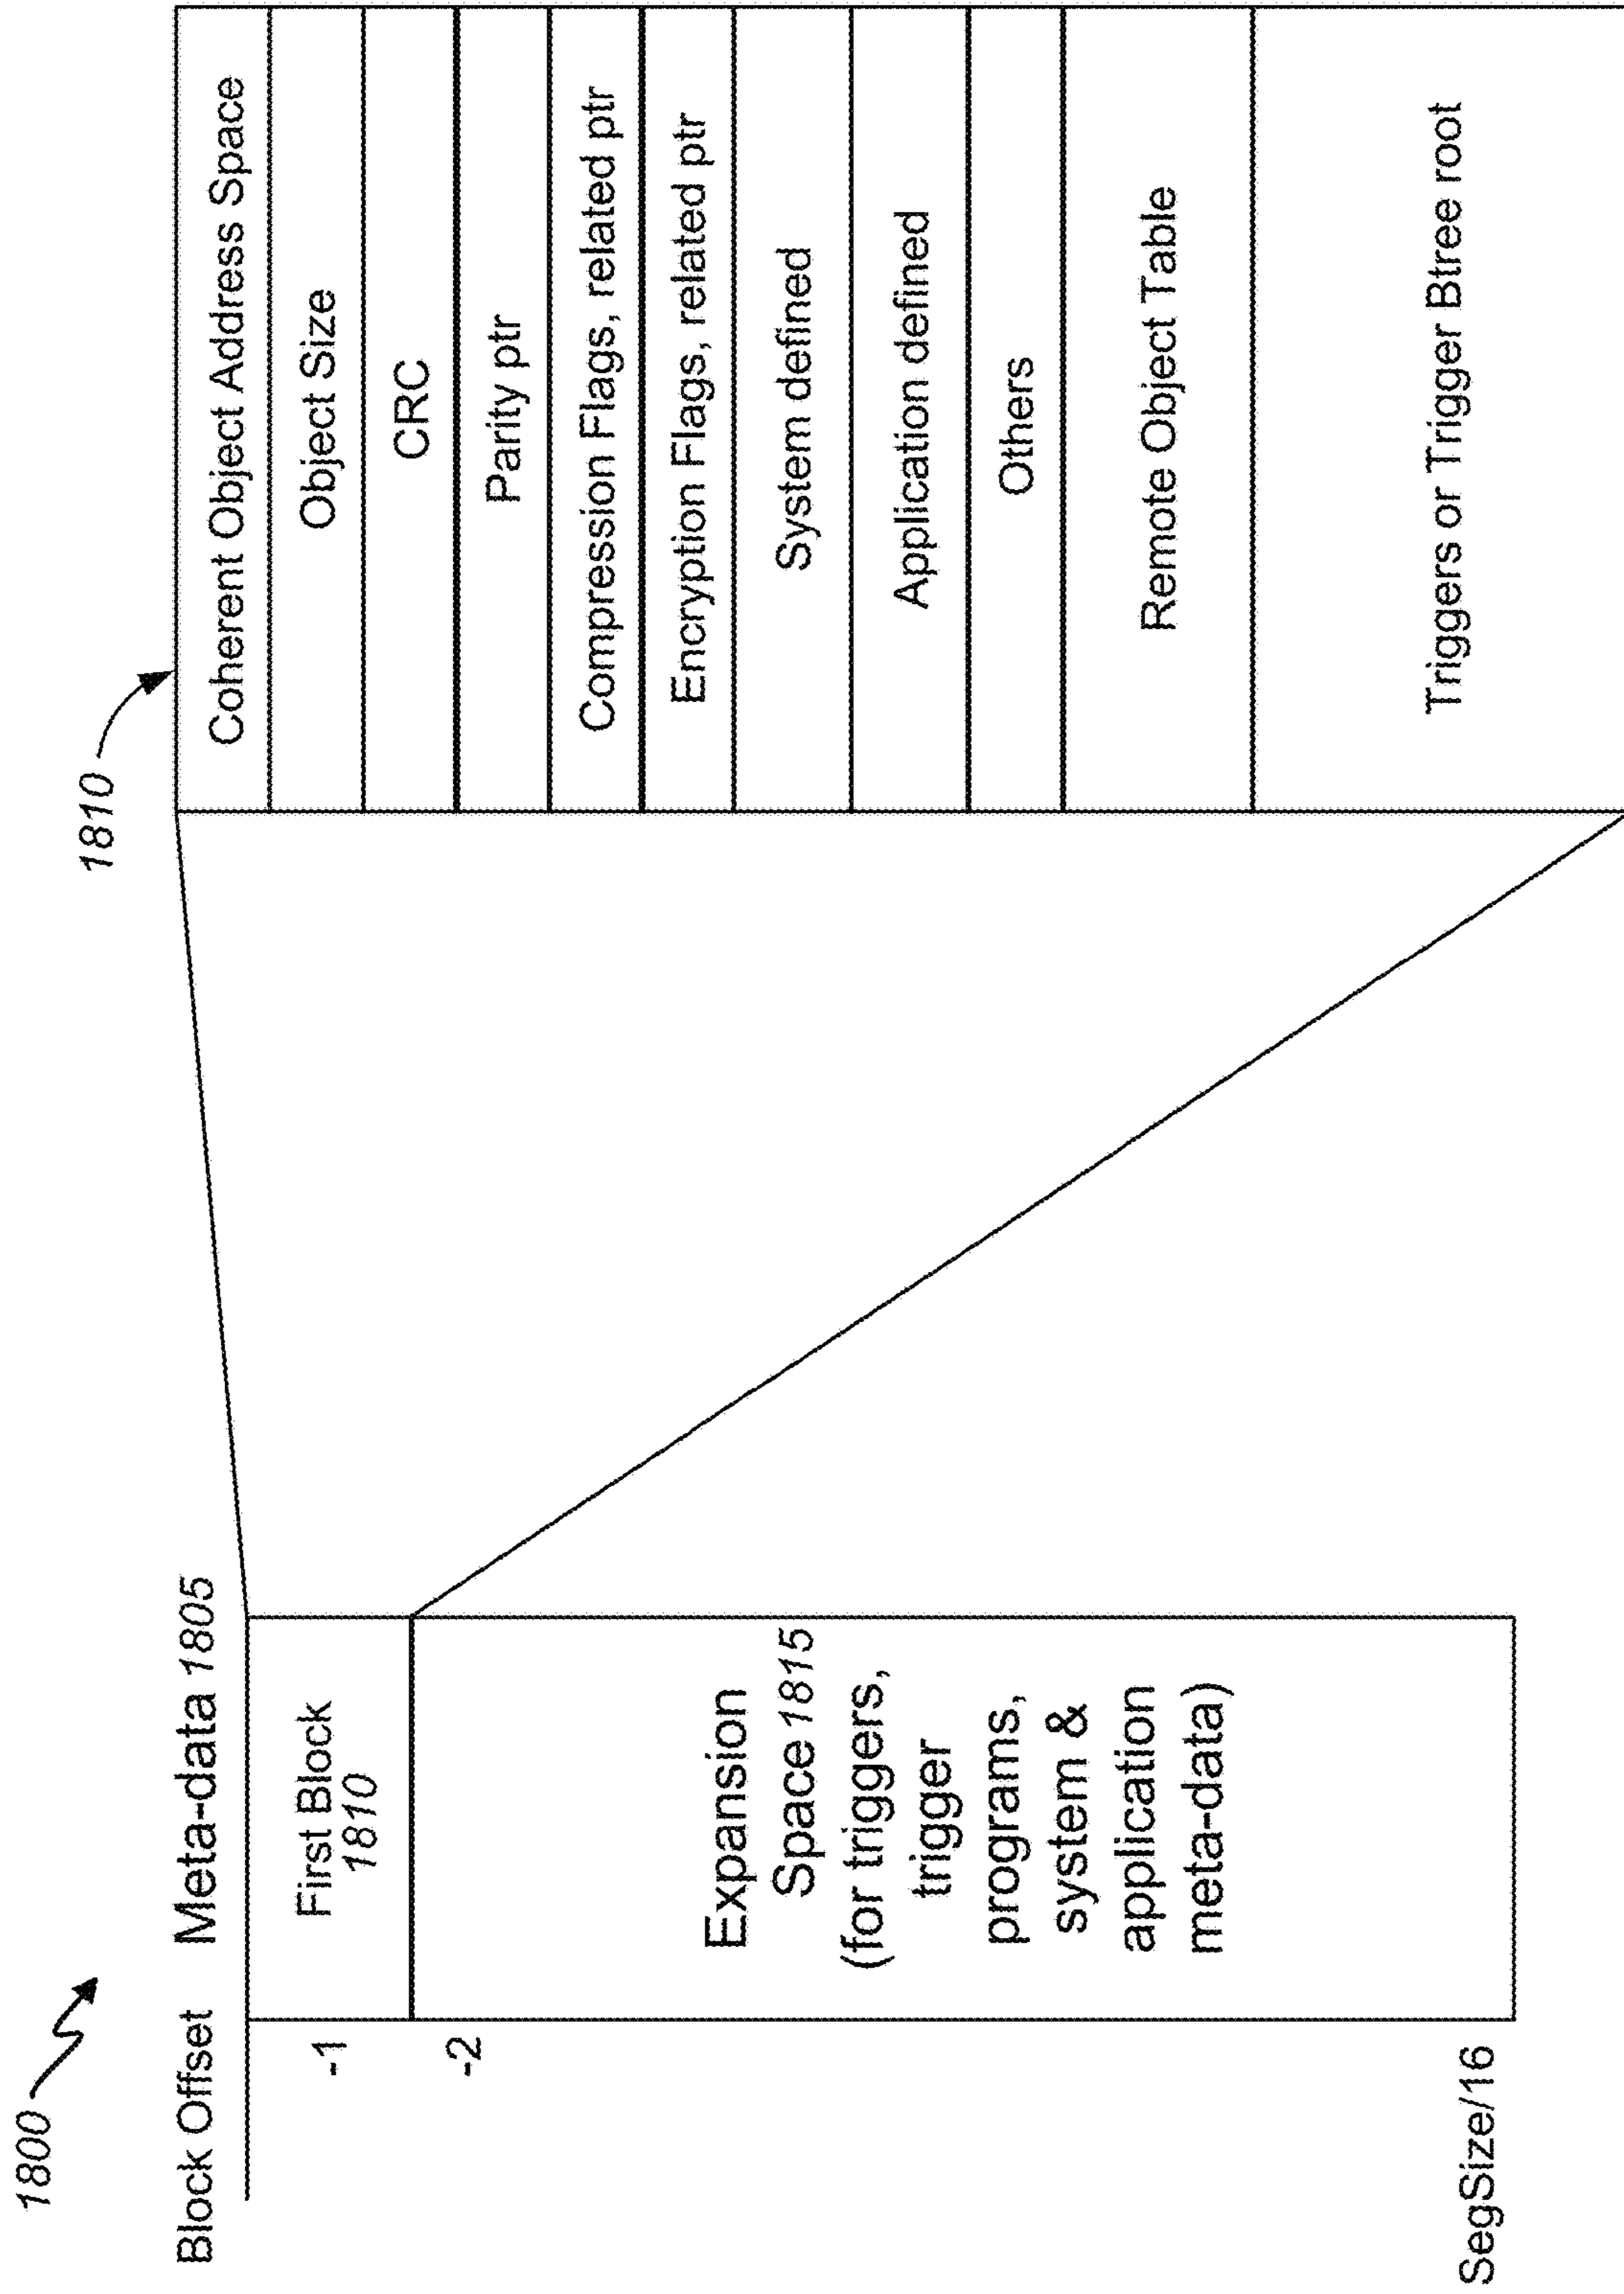 1800
Block Offset
Meta-data 1805
-1
First Block
1810
-2
Expansion
Space 1815
(for triggers,
trigger
programs,
system &
application
meta-data)
SegSize/16
1810
Coherent Object Address Space
Object Size
CRC
Parity ptr
Compression Flags, related ptr
Encryption Flags, related ptr
System defined
Application defined
Others
Remote Object Table
Triggers or Trigger Btree root